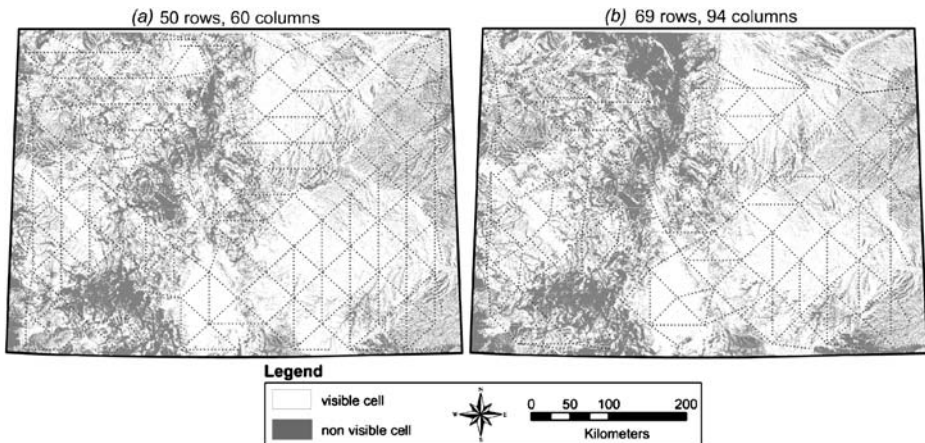 (a) 50 rows, 60 columns
(b) 69 rows, 94 columns
Legend
visible cell
non visible cell
N
W E
S
0 50 100 200
Kilometers